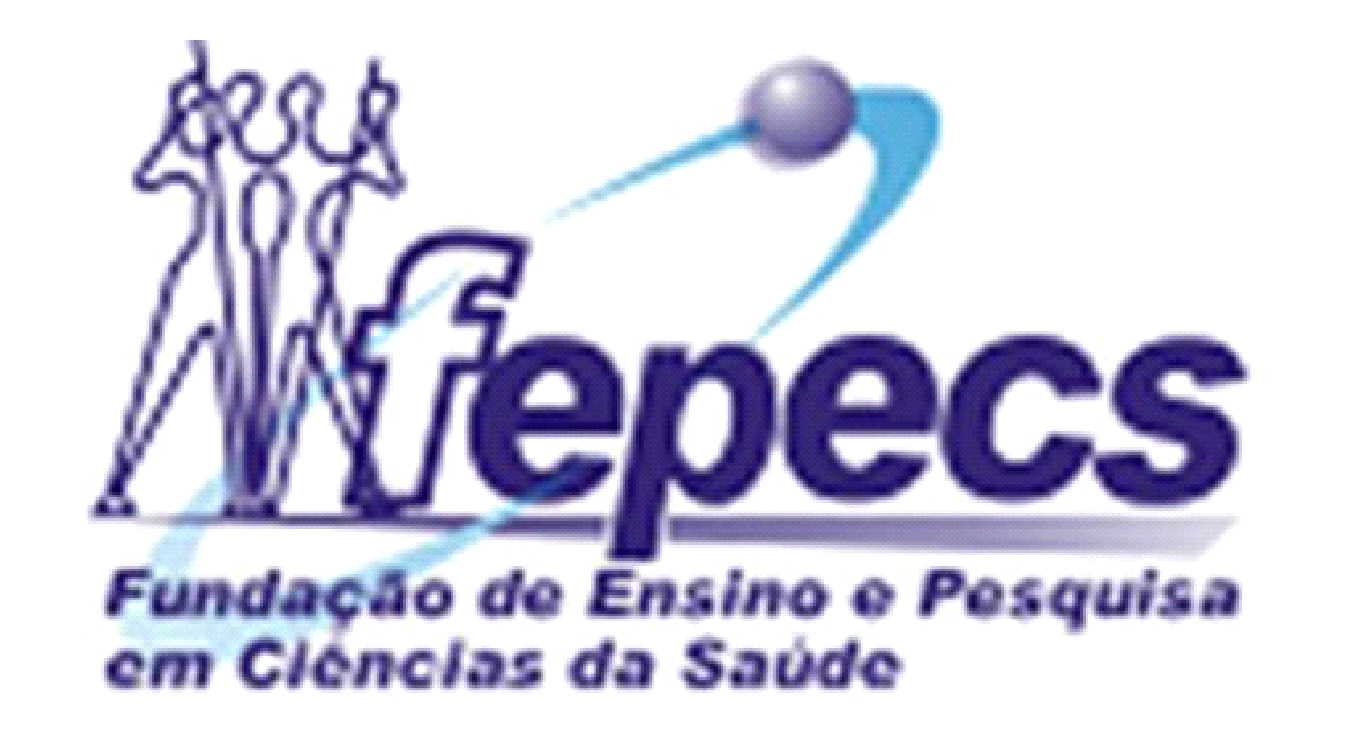 fepecs
Fundação de Ensino e Pesquisa
em Ciências da Saúde